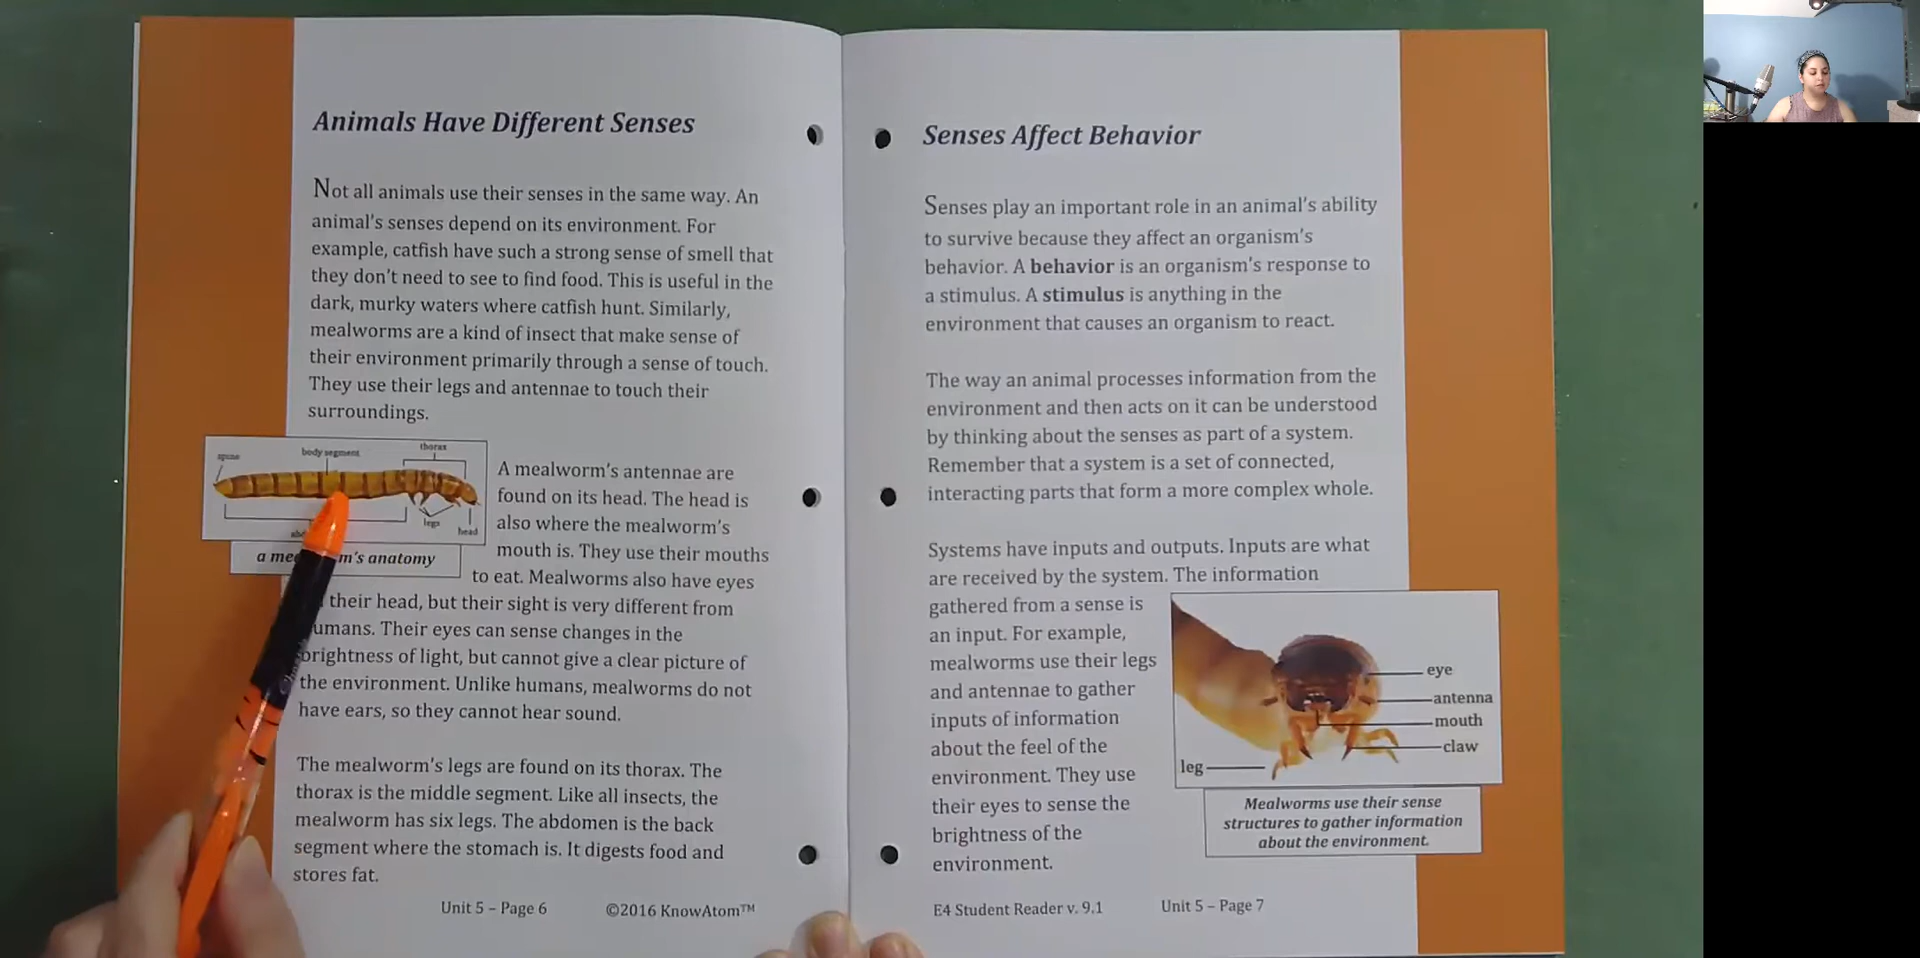 Animals Have Different Senses
Not all animals use their senses in the same way. An
animal's senses depend on its environment. For
example, catfish have such a strong sense of smell that
they don't need to see to find food. This is useful in the
dark, murky waters where catfish hunt. Similarly,
mealworms are a kind of insect that make sense of
their environment primarily through a sense of touch.
They use their legs and antennae to touch their
surroundings.
spine
body segment
thorax
legs
head
a m's anatomy
A mealworm's antennae are
found on its head. The head is
also where the mealworm's
mouth is. They use their mouths
to eat. Mealworms also have eyes
their head, but their sight is very different from
umans. Their eyes can sense changes in the
brightness of light, but cannot give a clear picture of
the environment. Unlike humans, mealworms do not
have ears, so they cannot hear sound.
The mealworm's legs are found on its thorax. The
thorax is the middle segment. Like all insects, the
mealworm has six legs. The abdomen is the back
segment where the stomach is. It digests food and
stores fat.
Unit 5 – Page 6 ©2016 KnowAtom™
Senses Affect Behavior
Senses play an important role in an animal's ability
to survive because they affect an organism's
behavior. A behavior is an organism's response to
a stimulus. A stimulus is anything in the
environment that causes an organism to react.
The way an animal processes information from the
environment and then acts on it can be understood
by thinking about the senses as part of a system.
Remember that a system is a set of connected,
interacting parts that form a more complex whole.
Systems have inputs and outputs. Inputs are what
are received by the system. The information
gathered from a sense is
an input. For example,
mealworms use their legs
and antennae to gather
inputs of information
about the feel of the
environment. They use
their eyes to sense the
brightness of the
environment.
eye
antenna
mouth
claw
leg
Mealworms use their sense
structures to gather information
about the environment.
E4 Student Reader v. 9.1 Unit 5 – Page 7